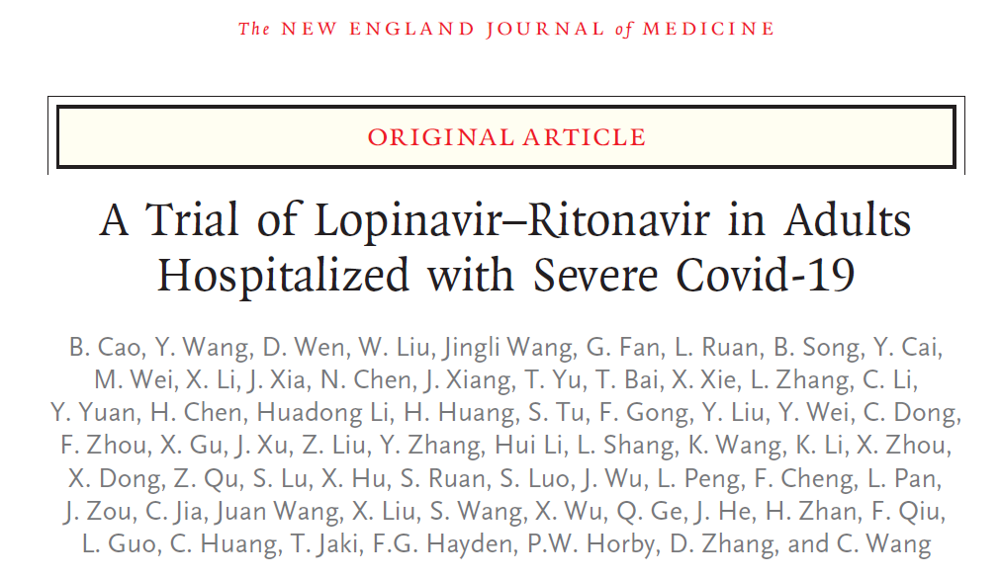 The NEW ENGLAND JOURNAL of MEDICINE
ORIGINAL ARTICLE
A Trial of Lopinavir–Ritonavir in Adults
Hospitalized with Severe Covid-19
B. Cao, Y. Wang, D. Wen, W. Liu, Jingli Wang, G. Fan, L. Ruan, B. Song, Y. Cai,
M. Wei, X. Li, J. Xia, N. Chen, J. Xiang, T. Yu, T. Bai, X. Xie, L. Zhang, C. Li,
Y. Yuan, H. Chen, Huadong Li, H. Huang, S. Tu, F. Gong, Y. Liu, Y. Wei, C. Dong,
F. Zhou, X. Gu, J. Xu, Z. Liu, Y. Zhang, Hui Li, L. Shang, K. Wang, K. Li, X. Zhou,
X. Dong, Z. Qu, S. Lu, X. Hu, S. Ruan, S. Luo, J. Wu, L. Peng, F. Cheng, L. Pan,
J. Zou, C. Jia, Juan Wang, X. Liu, S. Wang, X. Wu, Q. Ge, J. He, H. Zhan, F. Qiu,
L. Guo, C. Huang, T. Jaki, F.G. Hayden, P.W. Horby, D. Zhang, and C. Wang